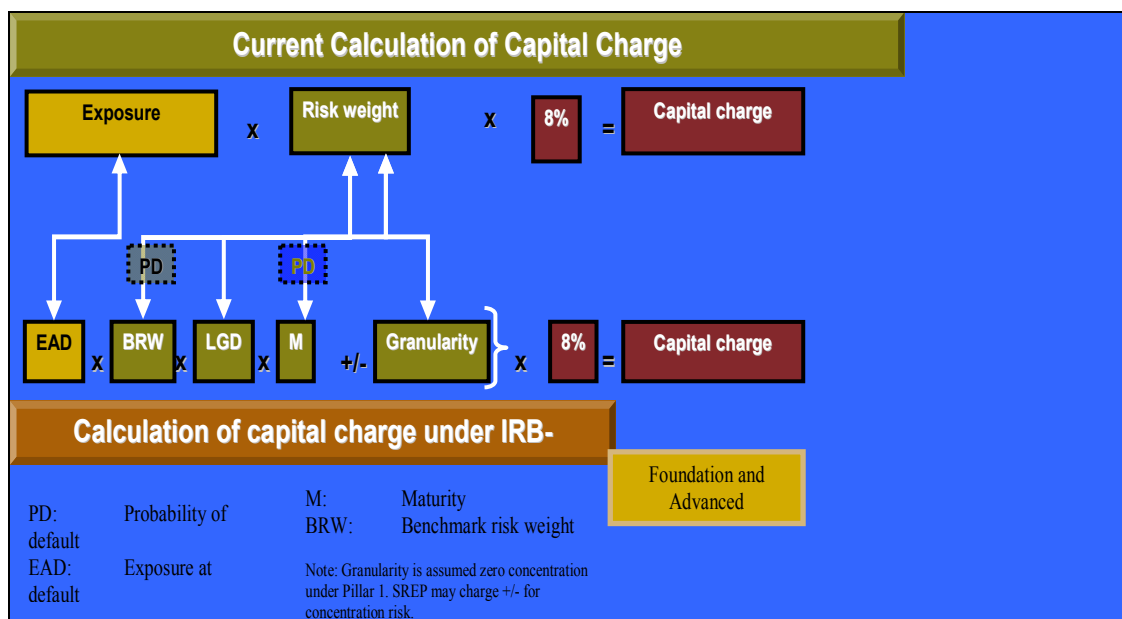 Current Calculation of Capital Charge
Exposure x Risk weight x 8% = Capital charge
PD PD
EAD x BRW x LGD x M +/- Granularity } x 8% = Capital charge
Calculation of capital charge under IRB-
Foundation and
Advanced
PD: Probability of
default
EAD: Exposure at
default
M: Maturity
BRW: Benchmark risk weight
Note: Granularity is assumed zero concentration
under Pillar 1. SREP may charge +/- for
concentration risk.